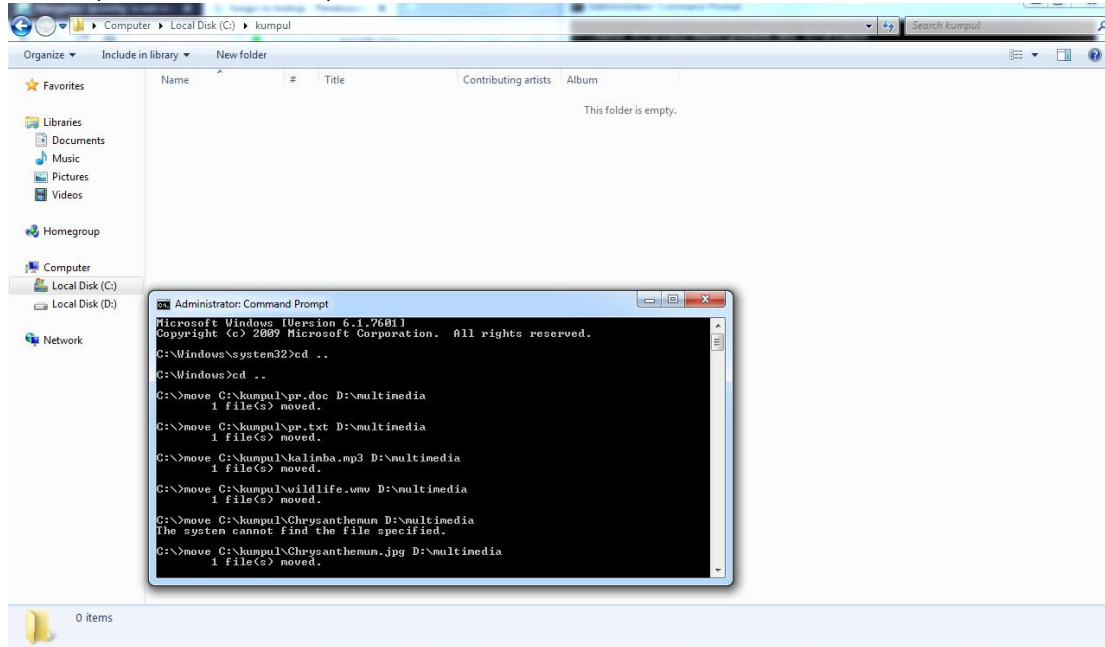 Computer ▸ Local Disk (C:) ▸ kumpul
Search kumpul
Organize
Include in library
New folder
Favorites
Libraries
Documents
Music
Pictures
Videos
Homegroup
Computer
Local Disk (C:)
Local Disk (D:)
Network
Name # Title Contributing artists Album
This folder is empty.
Administrator: Command Prompt
Microsoft Windows [Version 6.1.7601]
Copyright (c) 2009 Microsoft Corporation. All rights reserved.
C:\Windows\system32>cd ..
C:\Windows>cd ..
C:\>move C:\kumpul\pr.doc D:\multimedia
1 file(s) moved.
C:\>move C:\kumpul\pr.txt D:\multimedia
1 file(s) moved.
C:\>move C:\kumpul\kalimba.mp3 D:\multimedia
1 file(s) moved.
C:\>move C:\kumpul\wildlife.wmv D:\multimedia
1 file(s) moved.
C:\>move C:\kumpul\Chrysanthemum D:\multimedia
The system cannot find the file specified.
C:\>move C:\kumpul\Chrysanthemum.jpg D:\multimedia
1 file(s) moved.
0 items